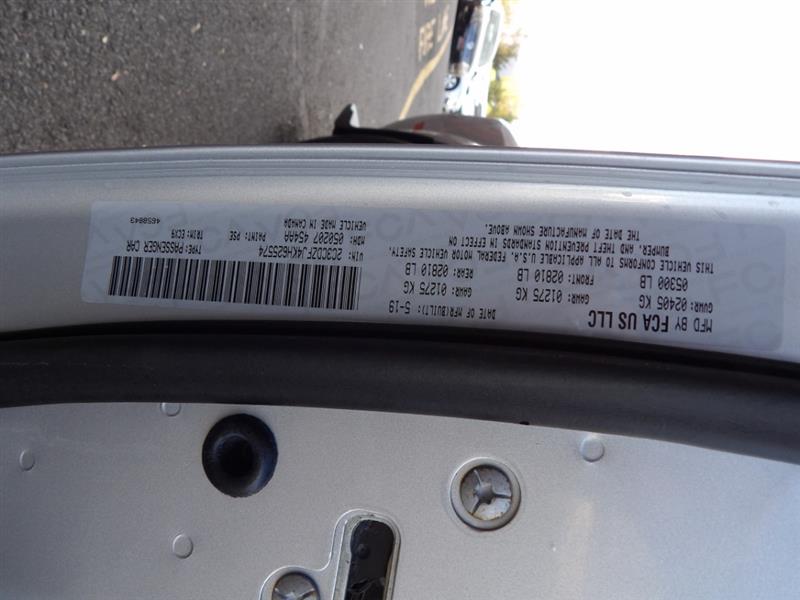 MFD BY FCA US LLC
DATE OF MFR(BUILT): 5-19
GVWR: 02405 KG
05300 LB
GAWR: 01275 KG
FRONT: 02810 LB
GAWR: 01275 KG
REAR: 02810 LB
THIS VEHICLE CONFORMS TO ALL APPLICABLE U.S.A. FEDERAL MOTOR VEHICLE SAFETY,
BUMPER, AND THEFT PREVENTION STANDARDS IN EFFECT ON
THE DATE OF MANUFACTURE SHOWN ABOVE.
VIN: 2C3CDZFJ4KH625574
TYPE: PASSENGER CAR
MDH: 050207 454AA
PAINT: PSE
TRIM: ECX9
VEHICLE MADE IN CANADA
4658843